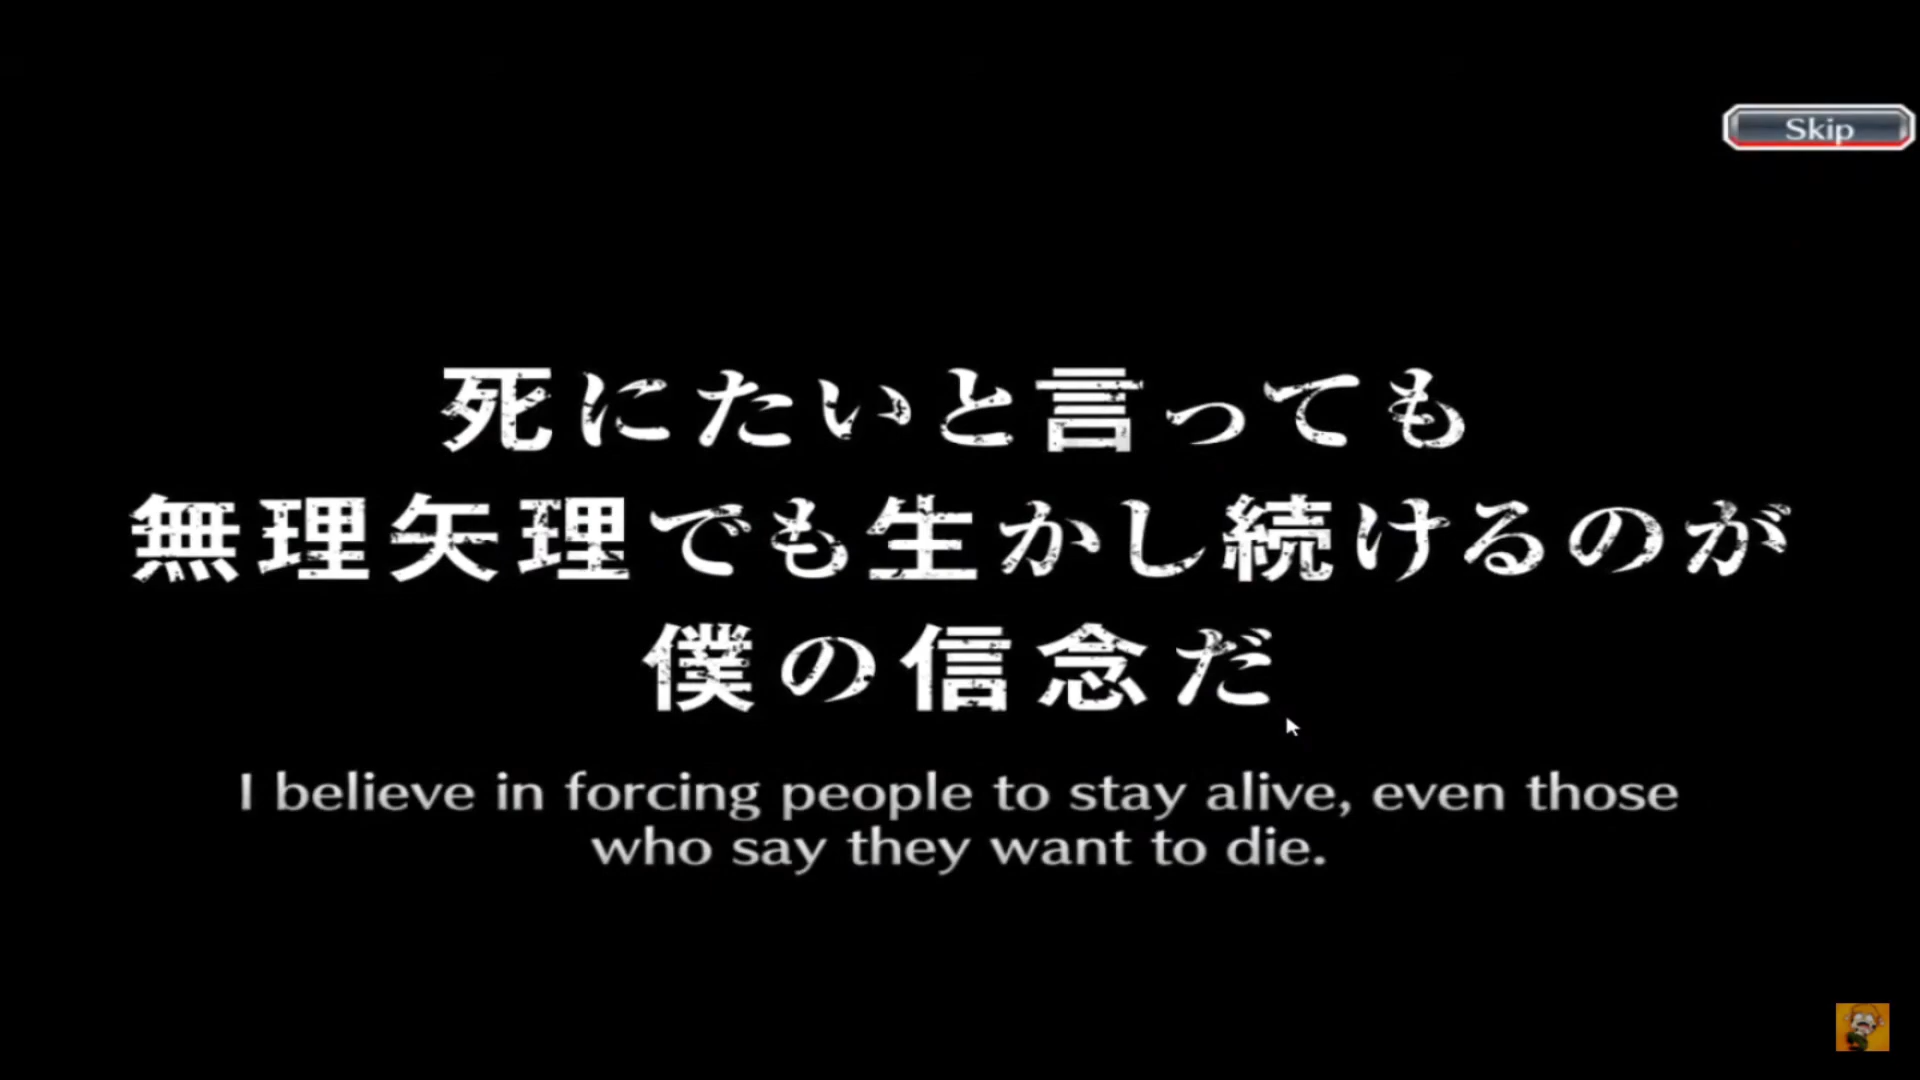 Skip
死にたいと言っても
無理矢理でも生かし続けるのが
僕の信念だ
I believe in forcing people to stay alive, even those
who say they want to die.